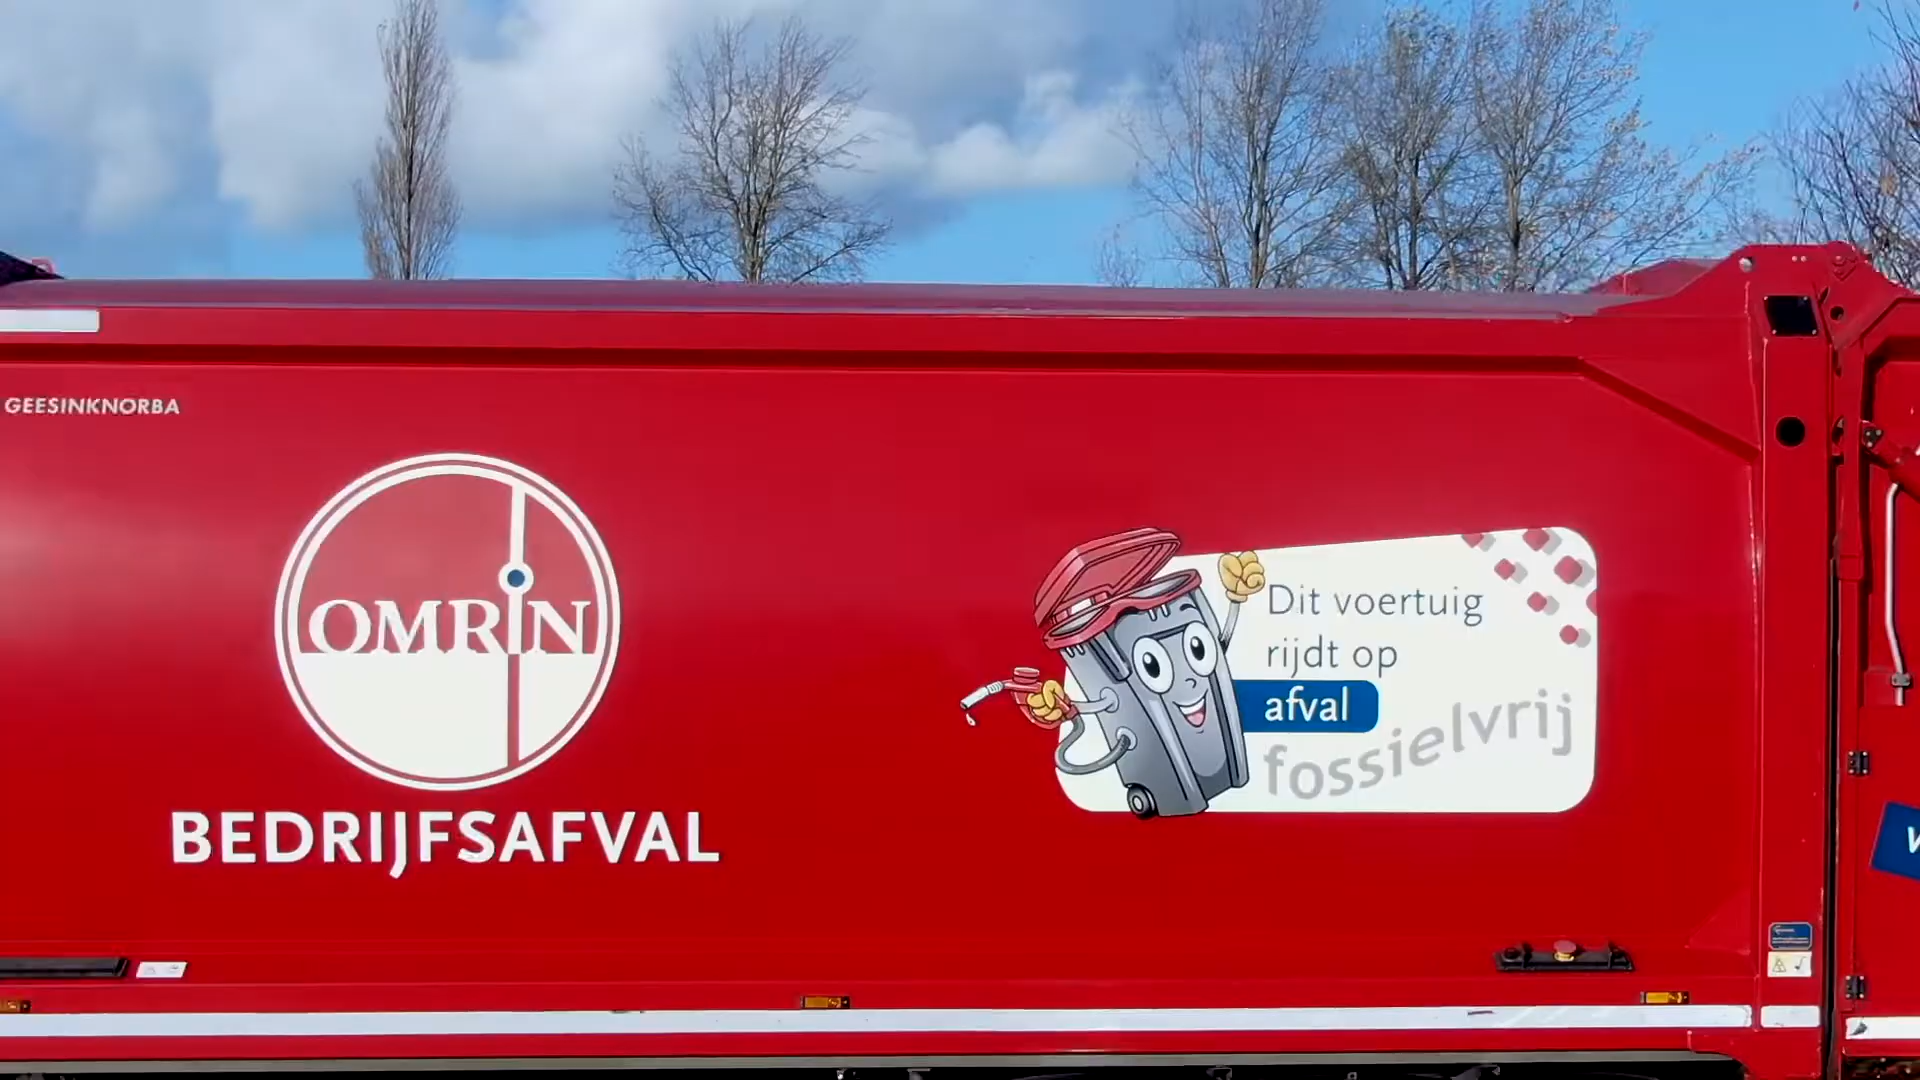 GEESINKNORBA
OMRIN
BEDRIJFSAFVAL
Dit voertuig
rijdt op
afval
fossielvrij